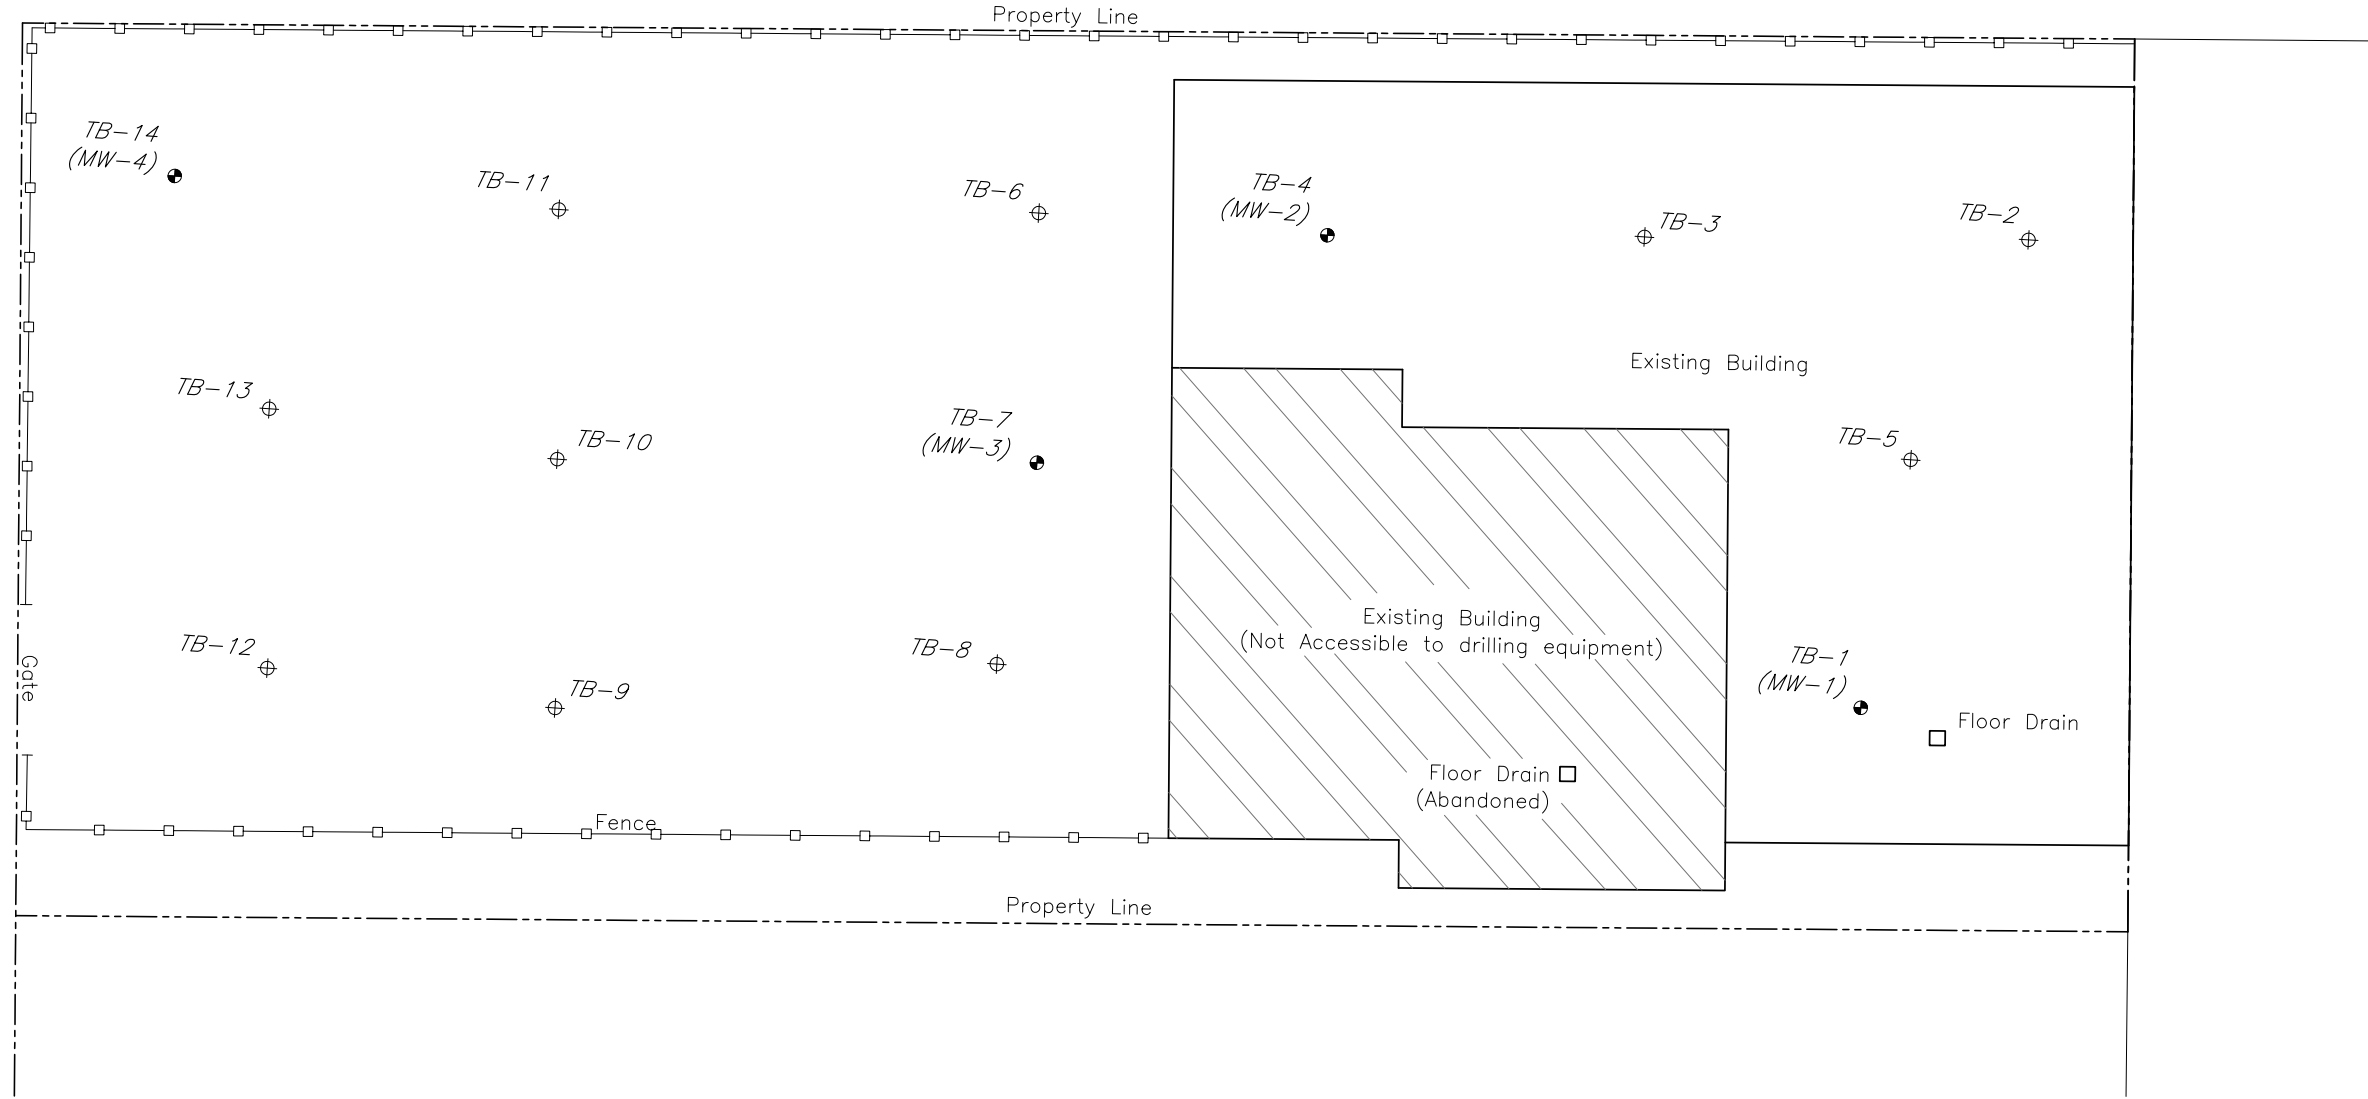 Property Line
TB-14
(MW-4)
TB-11
TB-6
TB-4
(MW-2)
TB-3
TB-2
Existing Building
TB-13
TB-10
TB-7
(MW-3)
TB-5
Existing Building
(Not Accessible to drilling equipment)
TB-12
Gate
TB-9
TB-8
TB-1
(MW-1)
Floor Drain
Floor Drain
(Abandoned)
Fence
Property Line